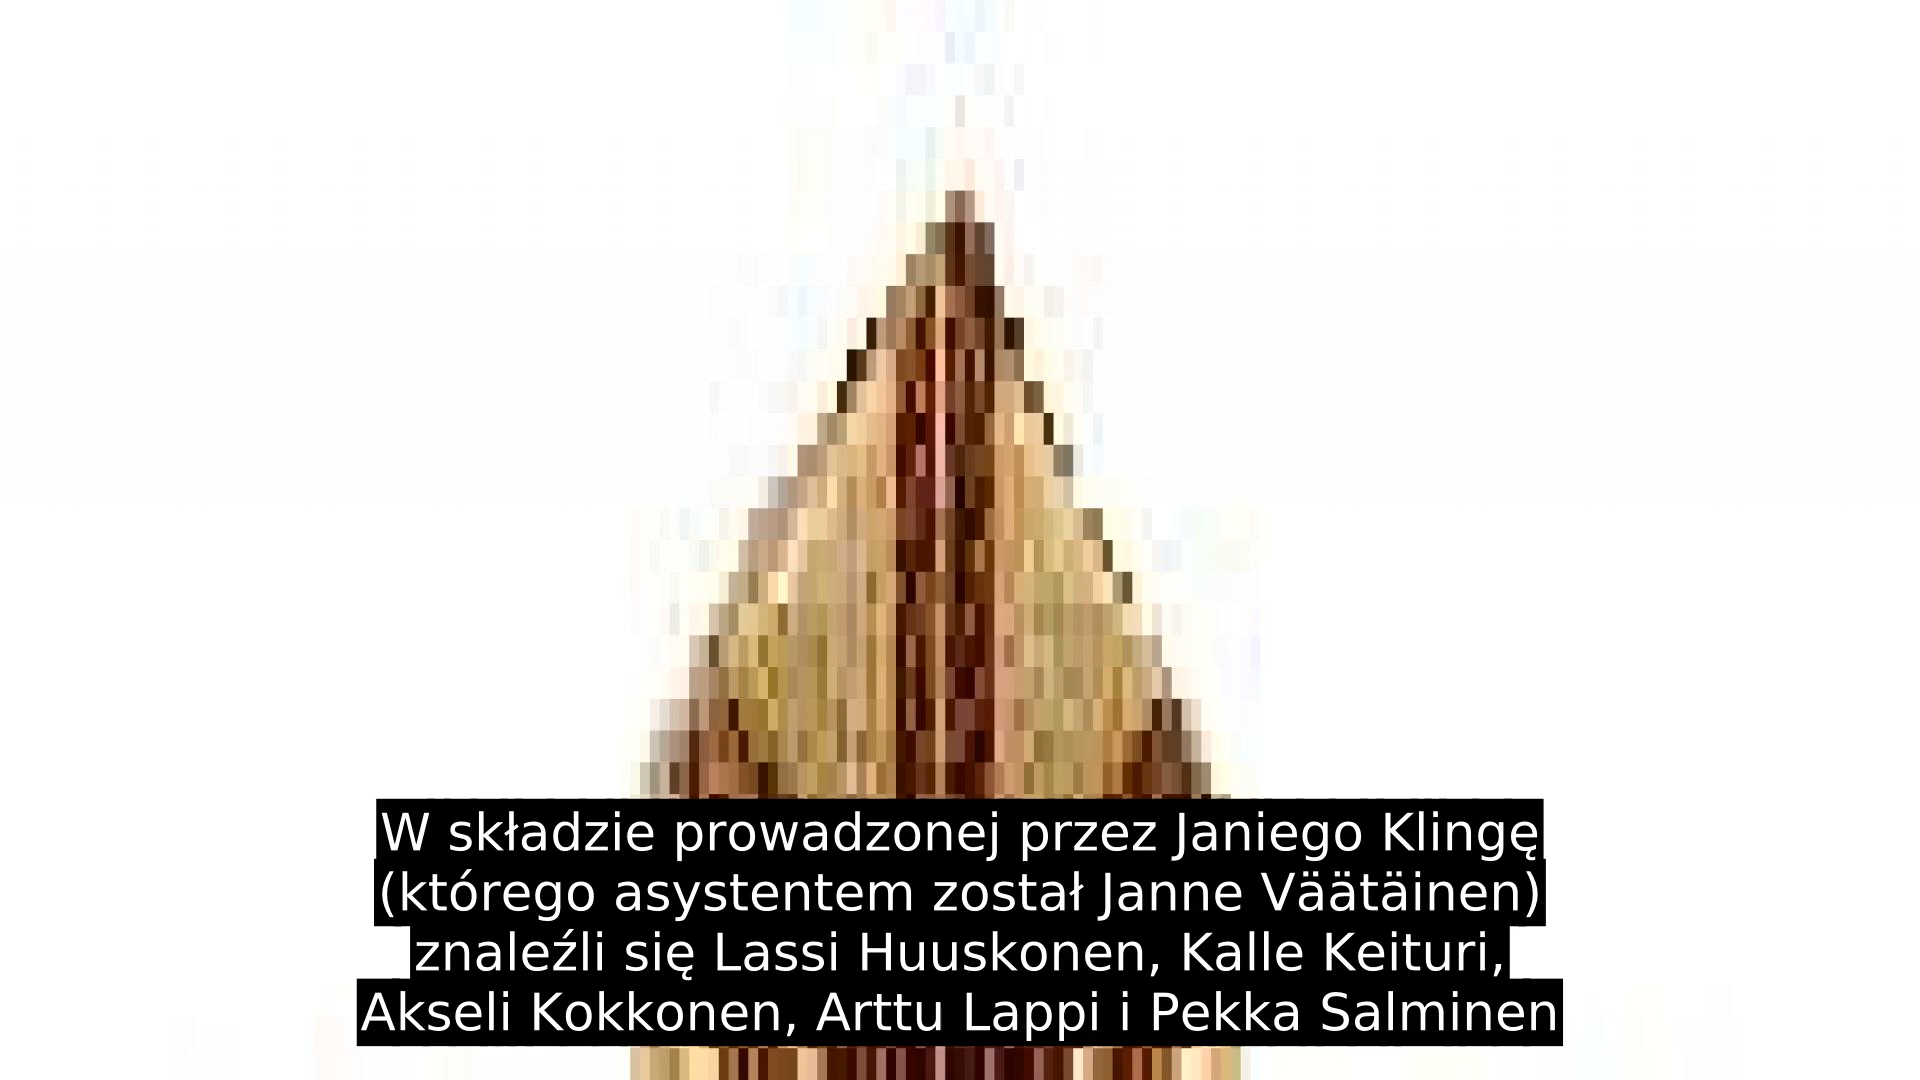 W składzie prowadzonej przez Janiego Klingę
(którego asystentem został Janne Väätäinen)
znaleźli się Lassi Huuskonen, Kalle Keituri,
Akseli Kokkonen, Arttu Lappi i Pekka Salminen